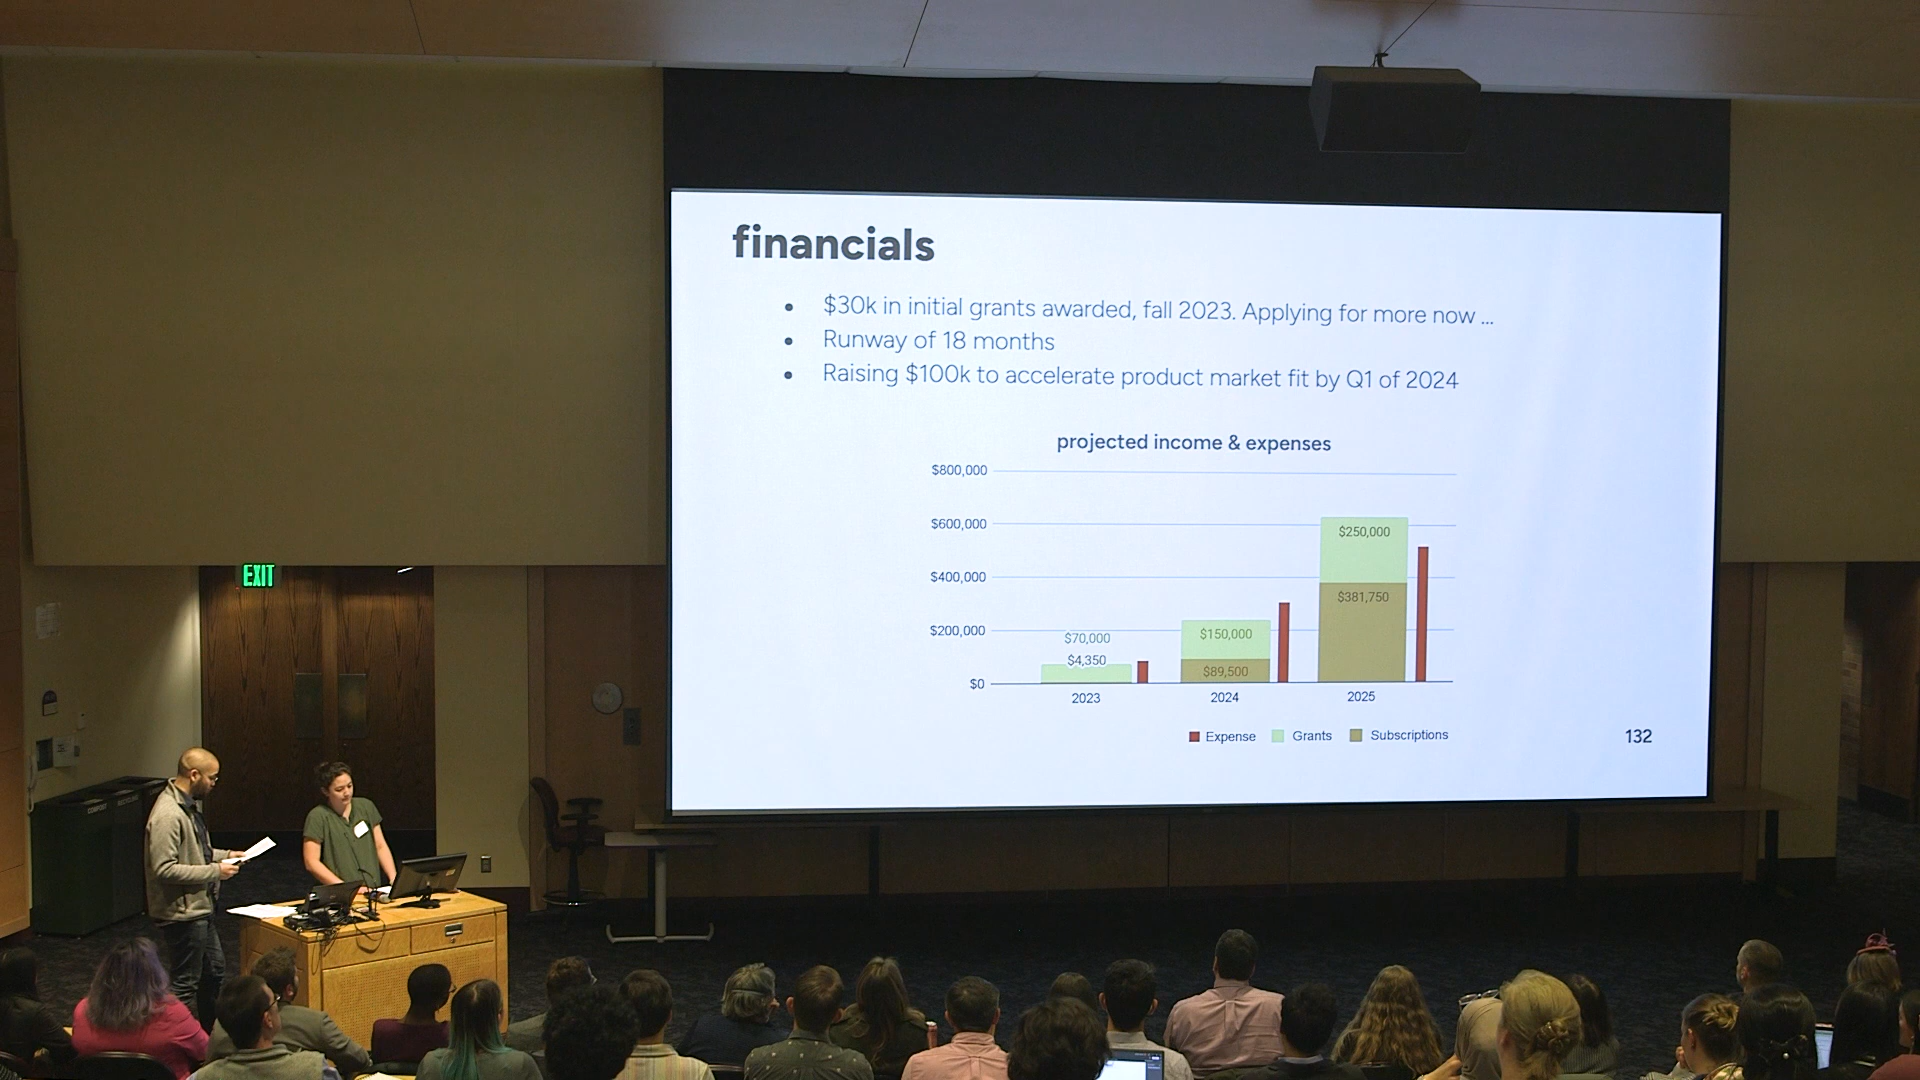 financials
• $30k in initial grants awarded, fall 2023. Applying for more now ...
• Runway of 18 months
• Raising $100k to accelerate product market fit by Q1 of 2024
projected income & expenses
$800,000
$600,000
$400,000
$200,000
$0
$70,000
$4,350
$150,000
$89,500
$250,000
$381,750
2023
2024
2025
Expense
Grants
Subscriptions
132
EXIT
COMPOST
RECYCLING